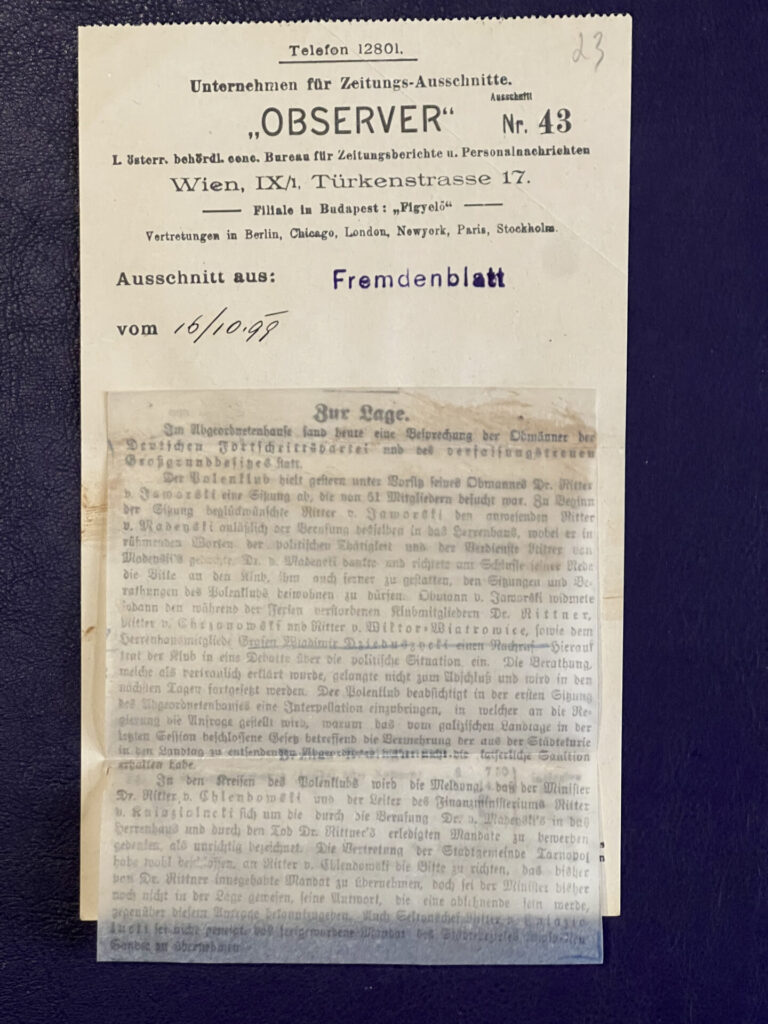 Telefon 12801.
23
Unternehmen für Zeitungs-Ausschnitte.
Ausschnitt
„OBSERVER“ Nr. 43
I. österr. behördl. conc. Bureau für Zeitungsberichte u. Personalnachrichten
Wien, IX/1, Türkenstrasse 17.
Filiale in Budapest: „Figyelő“
Vertretungen in Berlin, Chicago, London, Newyork, Paris, Stockholm.
Ausschnitt aus: Fremdenblatt
vom 16/10.99
Zur Lage.
Im Abgeordnetenhause fand heute eine Besprechung der Obmänner der
Deutschen Fortschrittspartei und des verfassungstreuen
Großgrundbesitzes statt.
Der Polenklub hielt gestern unter Vorsitz seines Obmannes Dr. Ritter
v. Jaworski eine Sitzung ab, die von 51 Mitgliedern besucht war. Zu Beginn
der Sitzung beglückwünschte Ritter v. Jaworski den anwesenden Ritter
v. Madeyski anläßlich der Berufung desselben in das Herrenhaus, wobei er in
rühmenden Worten der politischen Thätigkeit und der Verdienste Ritter von
Madeyski's gedachte. Dr. v. Madeyski dankte und richtete am Schlusse seiner Rede
die Bitte an den Klub, ihm auch ferner zu gestatten, den Sitzungen und Be-
rathungen des Polenklubs beiwohnen zu dürfen. Obmann v. Jaworski widmete
sodann den während der Ferien verstorbenen Klubmitgliedern Dr. Rittner,
Ritter v. Chrzonowski und Ritter v. Wiktor-Wiatrowice, sowie dem
Herrenhausmitgliede Grafen Wladimir Dzieduszycki einen Nachruf. Hierauf
trat der Klub in eine Debatte über die politische Situation ein. Die Berathung,
welche als vertraulich erklärt wurde, gelangte nicht zum Abschluß und wird in den
nächsten Tagen fortgesetzt werden. Der Polenklub beabsichtigt in der ersten Sitzung
des Abgeordnetenhauses eine Interpellation einzubringen, in welcher an die Re-
gierung die Anfrage gestellt wird, warum das vom galizischen Landtage in der
letzten Session beschlossene Gesetz betreffend die Vermehrung der aus der Städtekurie
in den Landtag zu entsendenden Abgeordneten nicht die kaiserliche Sanktion
erhalten habe.
In den Kreisen des Polenklubs wird die Meldung, daß der Minister
Dr. Ritter v. Chlendowski und der Leiter des Finanzministeriums Ritter
v. Kniaziolucki sich um die durch die Berufung Dr. v. Madeyski's in das
Herrenhaus und durch den Tod Dr. Rittner's erledigten Mandate zu bewerben
gedenken, als unrichtig bezeichnet. Die Vertretung der Stadtgemeinde Tarnopol
habe wohl beschlossen, an Ritter v. Chlendowski die Bitte zu richten, das bisher
von Dr. Rittner innegehabte Mandat zu übernehmen, doch sei der Minister bisher
noch nicht in der Lage gewesen, seine Antwort, die eine ablehnende sein werde,
gegenüber diesem Anfrage bekanntzugeben. Auch Sektionschef Ritter v. Kniazio-
lucki sei nicht geneigt, das freigewordene Mandat des Städtebezirkes Neu-
Sandec zu übernehmen.